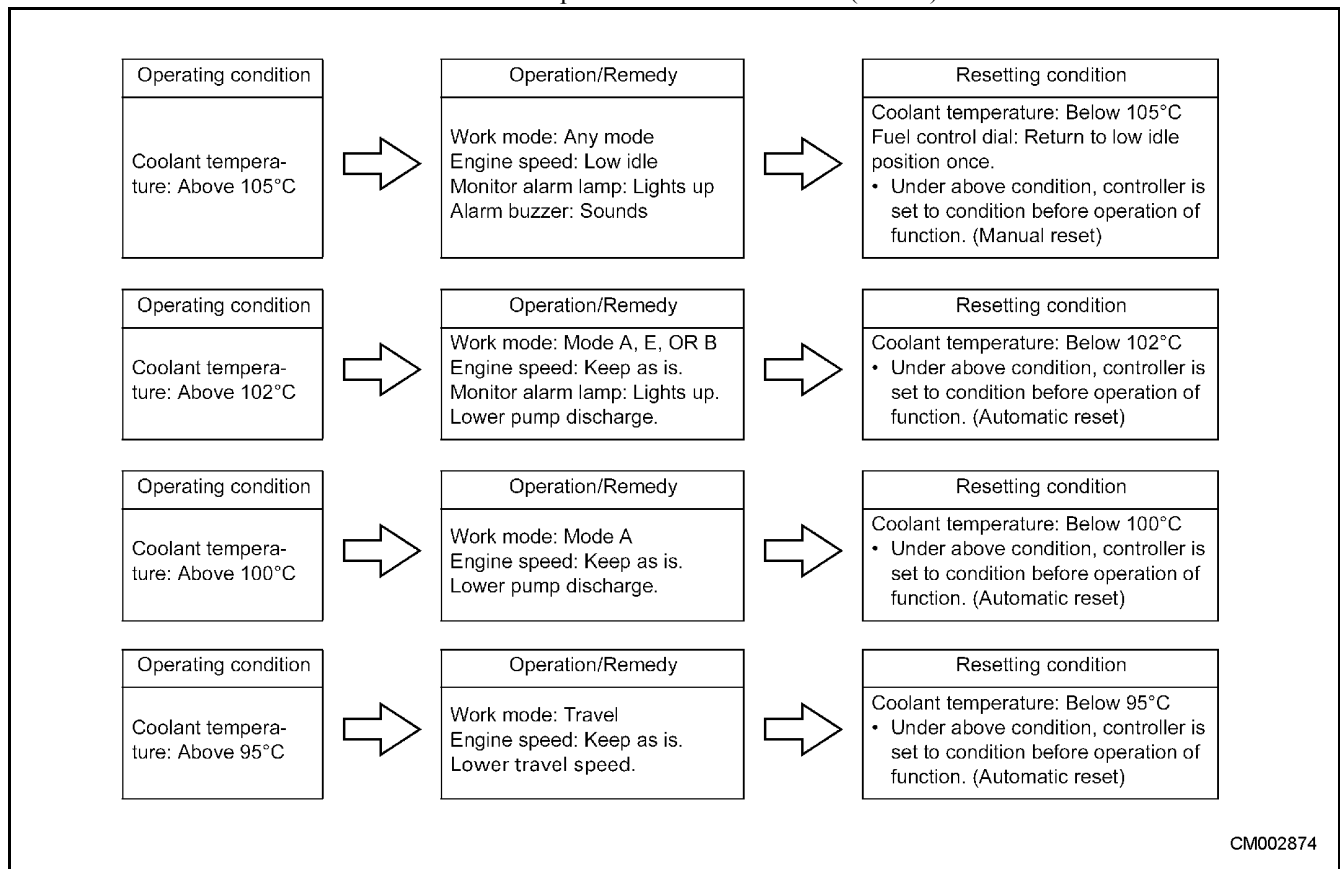 Operating condition
Coolant tempera-
ture: Above 105°C
Operation/Remedy
Work mode: Any mode
Engine speed: Low idle
Monitor alarm lamp: Lights up
Alarm buzzer: Sounds
Resetting condition
Coolant temperature: Below 105°C
Fuel control dial: Return to low idle
position once.
• Under above condition, controller is
set to condition before operation of
function. (Manual reset)
Operating condition
Coolant tempera-
ture: Above 102°C
Operation/Remedy
Work mode: Mode A, E, OR B
Engine speed: Keep as is.
Monitor alarm lamp: Lights up.
Lower pump discharge.
Resetting condition
Coolant temperature: Below 102°C
• Under above condition, controller is
set to condition before operation of
function. (Automatic reset)
Operating condition
Coolant tempera-
ture: Above 100°C
Operation/Remedy
Work mode: Mode A
Engine speed: Keep as is.
Lower pump discharge.
Resetting condition
Coolant temperature: Below 100°C
• Under above condition, controller is
set to condition before operation of
function. (Automatic reset)
Operating condition
Coolant tempera-
ture: Above 95°C
Operation/Remedy
Work mode: Travel
Engine speed: Keep as is.
Lower travel speed.
Resetting condition
Coolant temperature: Below 95°C
• Under above condition, controller is
set to condition before operation of
function. (Automatic reset)
CM002874